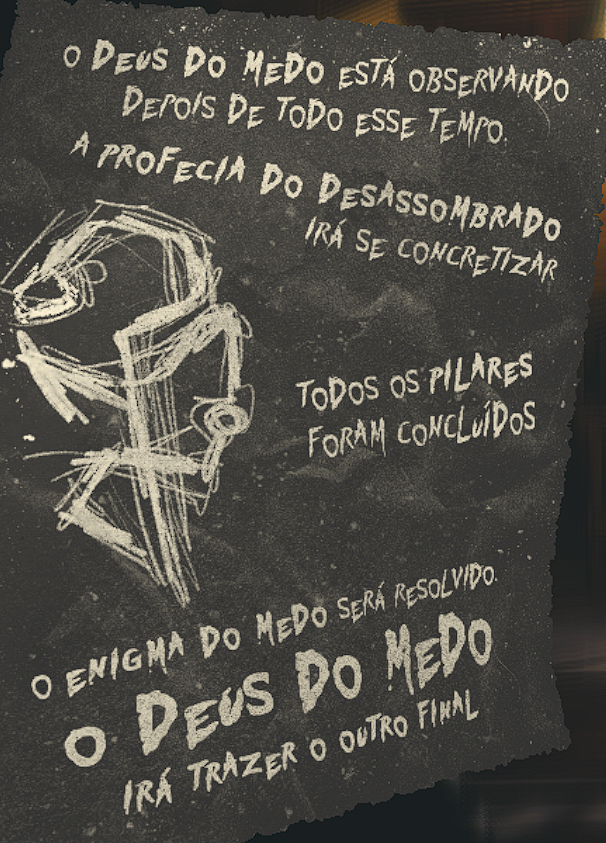 O DEUS DO MEDO ESTÁ OBSERVANDO
DEPOIS DE TODO ESSE TEMPO.
A PROFECIA DO DESASSOMBRADO
IRÁ SE CONCRETIZAR
TODOS OS PILARES
FORAM CONCLUÍDOS
O ENIGMA DO MEDO SERÁ RESOLVIDO.
O DEUS DO MEDO
IRÁ TRAZER O OUTRO FINAL